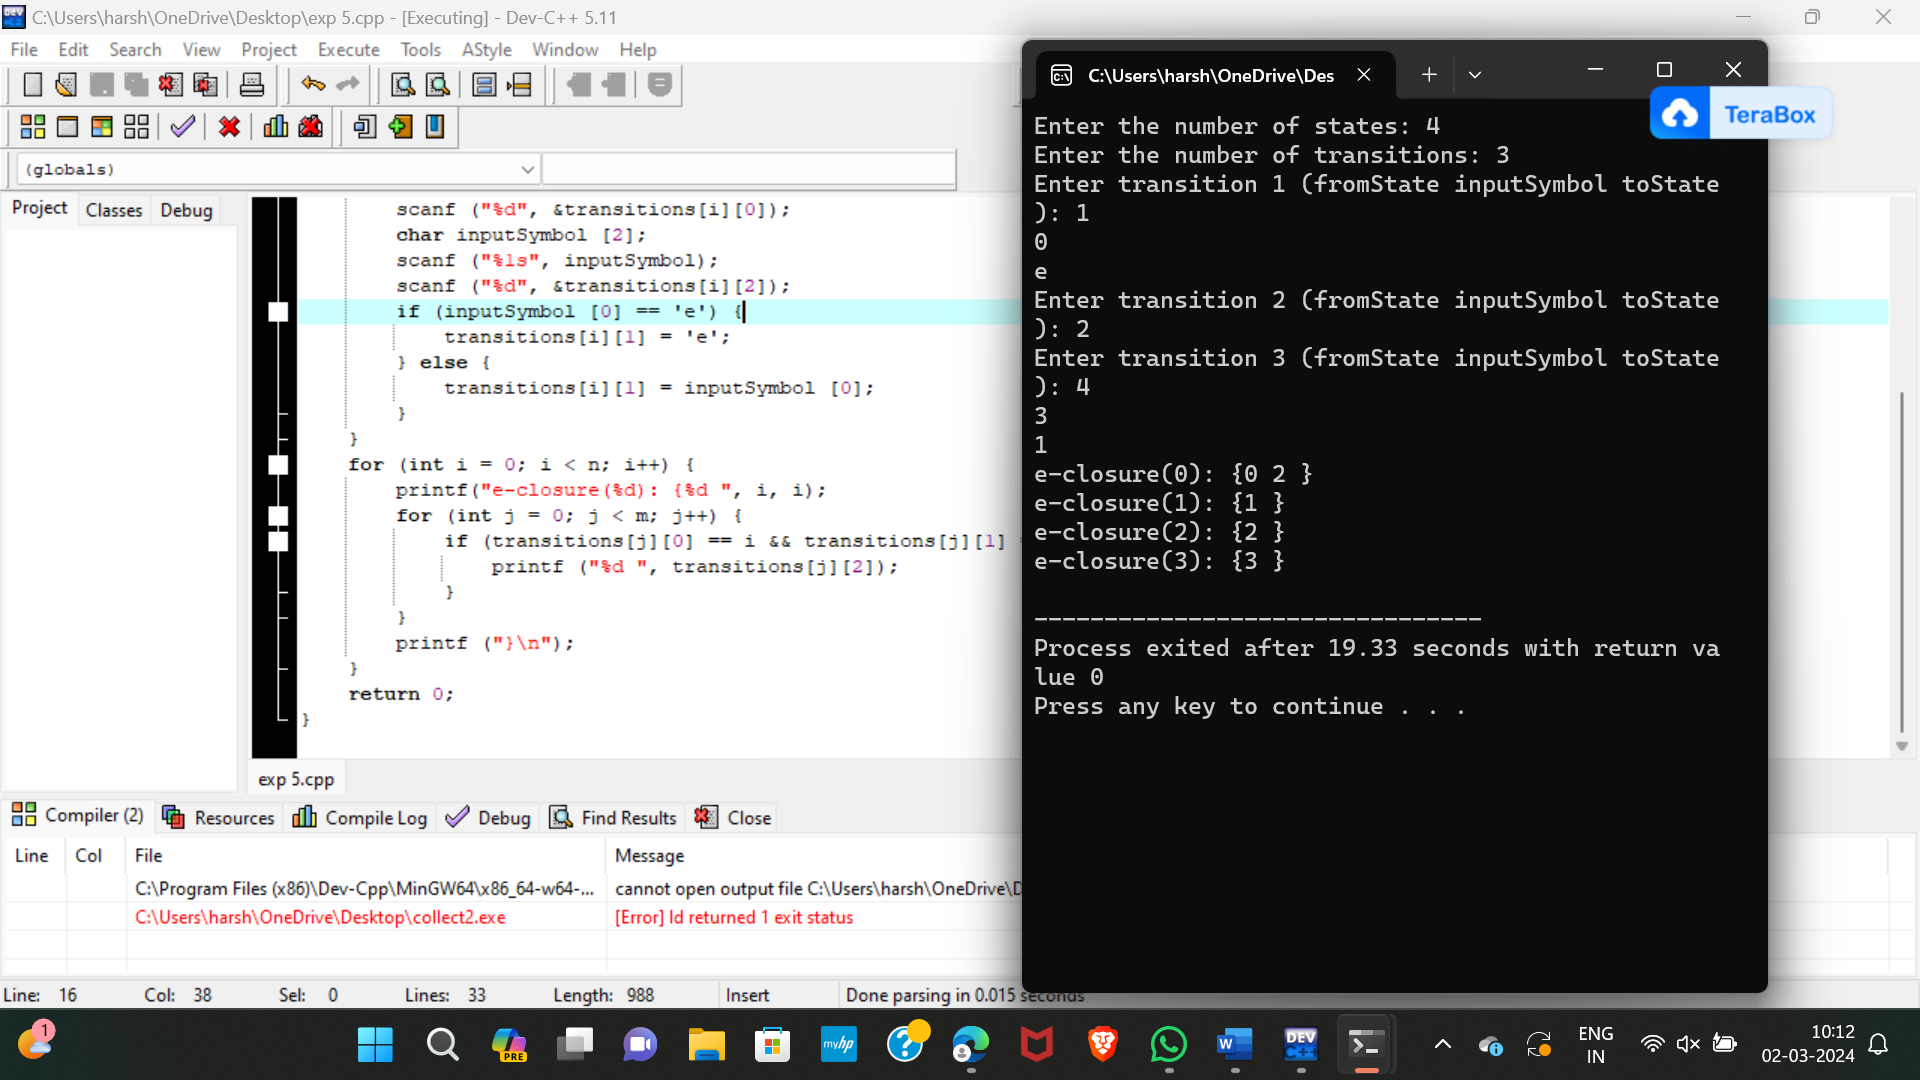 C:\Users\harsh\OneDrive\Desktop\exp 5.cpp - [Executing] - Dev-C++ 5.11
File Edit Search View Project Execute Tools AStyle Window Help
(globals)
Project Classes Debug
scanf ("%d", &transitions[i][0]);
char inputSymbol [2];
scanf ("%1s", inputSymbol);
scanf ("%d", &transitions[i][2]);
if (inputSymbol [0] == 'e') {
transitions[i][1] = 'e';
} else {
transitions[i][1] = inputSymbol [0];
}
}
for (int i = 0; i < n; i++) {
printf("e-closure(%d): {%d ", i, i);
for (int j = 0; j < m; j++) {
if (transitions[j][0] == i && transitions[j][1]
printf ("%d ", transitions[j][2]);
}
}
printf ("}\n");
}
return 0;
}
exp 5.cpp
Compiler (2) Resources Compile Log Debug Find Results Close
Line Col File Message
C:\Program Files (x86)\Dev-Cpp\MinGW64\x86_64-w64-... cannot open output file C:\Users\harsh\OneDrive\D
C:\Users\harsh\OneDrive\Desktop\collect2.exe [Error] ld returned 1 exit status
Line: 16 Col: 38 Sel: 0 Lines: 33 Length: 988 Insert Done parsing in 0.015 seconds
C:\Users\harsh\OneDrive\Des
TeraBox
Enter the number of states: 4
Enter the number of transitions: 3
Enter transition 1 (fromState inputSymbol toState
): 1
0
e
Enter transition 2 (fromState inputSymbol toState
): 2
Enter transition 3 (fromState inputSymbol toState
): 4
3
1
e-closure(0): {0 2 }
e-closure(1): {1 }
e-closure(2): {2 }
e-closure(3): {3 }
--------------------------------
Process exited after 19.33 seconds with return va
lue 0
Press any key to continue . . .
1
PRE
myhp
W
DEV
C++
ENG
IN
10:12
02-03-2024